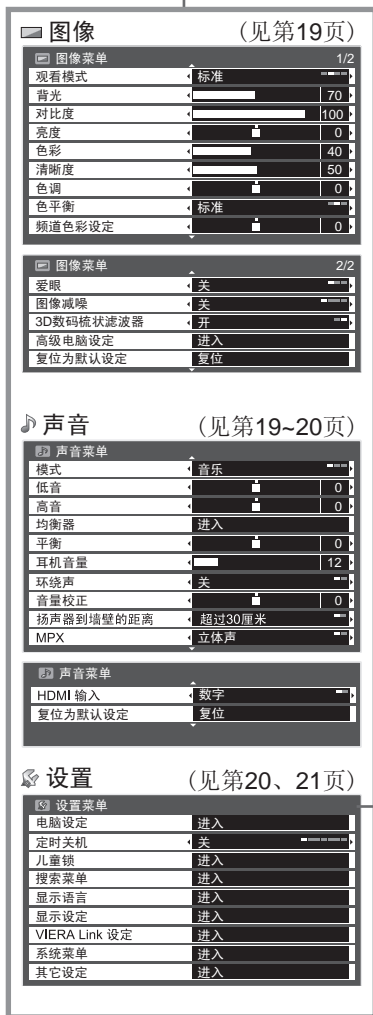 图像 (见第19页)
图像菜单 1/2
观看模式 标准
背光 70
对比度 100
亮度 0
色彩 40
清晰度 50
色调 0
色平衡 标准
频道色彩设定 0
图像菜单 2/2
爱眼 关
图像减噪 关
3D数码梳状滤波器 开
高级电脑设定 进入
复位为默认设定 复位
声音 (见第19~20页)
声音菜单
模式 音乐
低音 0
高音 0
均衡器 进入
平衡 0
耳机音量 12
环绕声 关
音量校正 0
扬声器到墙壁的距离 超过30厘米
MPX 立体声
声音菜单
HDMI 输入 数字
复位为默认设定 复位
设置 (见第20、21页)
设置菜单
电脑设定 进入
定时关机 关
儿童锁 进入
搜索菜单 进入
显示语言 进入
显示设定 进入
VIERA Link 设定 进入
系统菜单 进入
其它设定 进入